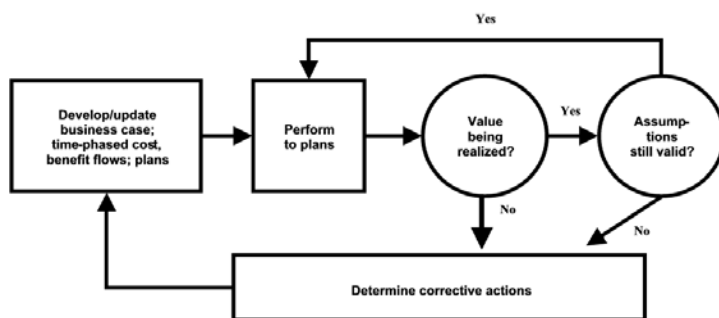 Yes
Develop/update
business case;
time-phased cost,
benefit flows; plans
Perform
to plans
Value
being
realized?
Yes
Assump-
tions
still valid?
No
No
Determine corrective actions